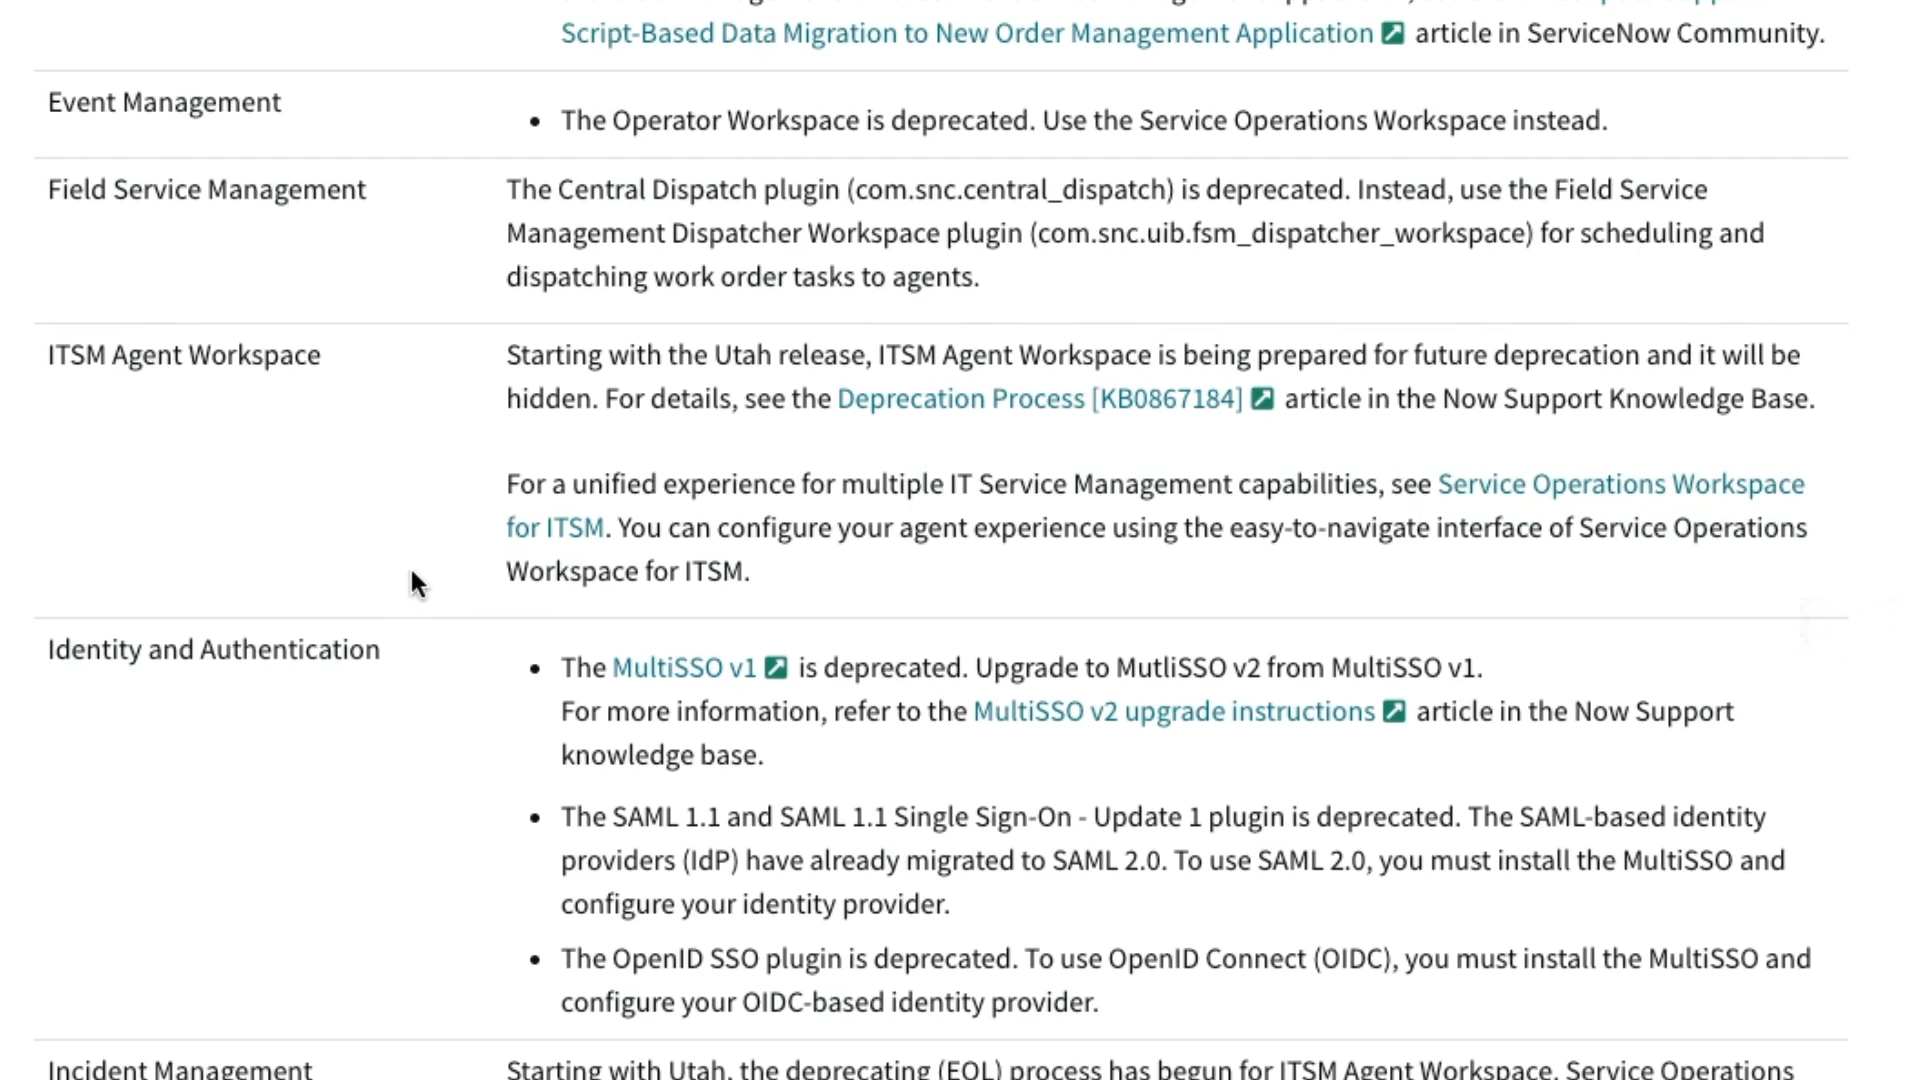 Script-Based Data Migration to New Order Management Application article in ServiceNow Community.
Event Management
• The Operator Workspace is deprecated. Use the Service Operations Workspace instead.
Field Service Management
The Central Dispatch plugin (com.snc.central_dispatch) is deprecated. Instead, use the Field Service
Management Dispatcher Workspace plugin (com.snc.uib.fsm_dispatcher_workspace) for scheduling and
dispatching work order tasks to agents.
ITSM Agent Workspace
Starting with the Utah release, ITSM Agent Workspace is being prepared for future deprecation and it will be
hidden. For details, see the Deprecation Process [KB0867184] article in the Now Support Knowledge Base.
For a unified experience for multiple IT Service Management capabilities, see Service Operations Workspace
for ITSM. You can configure your agent experience using the easy-to-navigate interface of Service Operations
Workspace for ITSM.
Identity and Authentication
• The MultiSSO v1 is deprecated. Upgrade to MutliSSO v2 from MultiSSO v1.
For more information, refer to the MultiSSO v2 upgrade instructions article in the Now Support
knowledge base.
• The SAML 1.1 and SAML 1.1 Single Sign-On - Update 1 plugin is deprecated. The SAML-based identity
providers (IdP) have already migrated to SAML 2.0. To use SAML 2.0, you must install the MultiSSO and
configure your identity provider.
• The OpenID SSO plugin is deprecated. To use OpenID Connect (OIDC), you must install the MultiSSO and
configure your OIDC-based identity provider.
Incident Management
Starting with Utah, the deprecating (EOL) process has begun for ITSM Agent Workspace. Service Operations